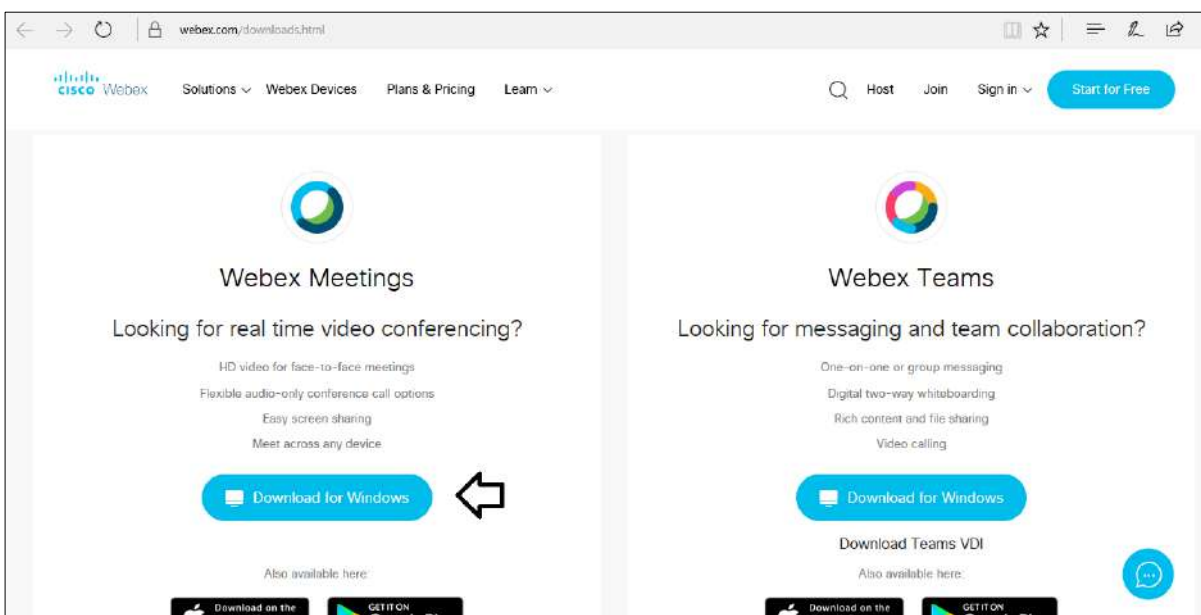 webex.com/downloads.html
CISCO Webex Solutions Webex Devices Plans & Pricing Learn Host Join Sign in Start for Free
Webex Meetings
Looking for real time video conferencing?
HD video for face-to-face meetings
Flexible audio-only conference call options
Easy screen sharing
Meet across any device
Download for Windows
Also available here:
Download on the
GET IT ON
Webex Teams
Looking for messaging and team collaboration?
One-on-one or group messaging
Digital two-way whiteboarding
Rich content and file sharing
Video calling
Download for Windows
Download Teams VDI
Also available here:
Download on the
GET IT ON